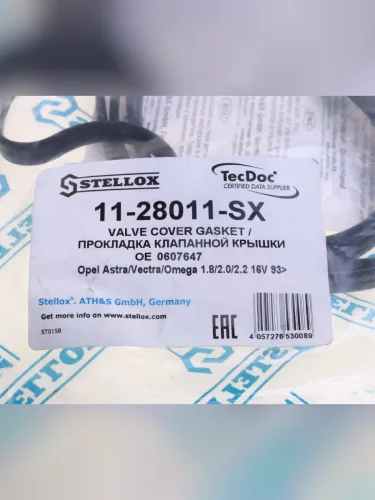 STELLOX
TecDoc
CERTIFIED DATA SUPPLIER
11-28011-SX
VALVE COVER GASKET /
ПРОКЛАДКА КЛАПАННОЙ КРЫШКИ
OE 0607647
Opel Astra/Vectra/Omega 1.8/2.0/2.2 16V 93>
Stellox®. ATH&S GmbH, Germany
Get more info on www.stellox.com
ST0158
EAC
4 057276 530089